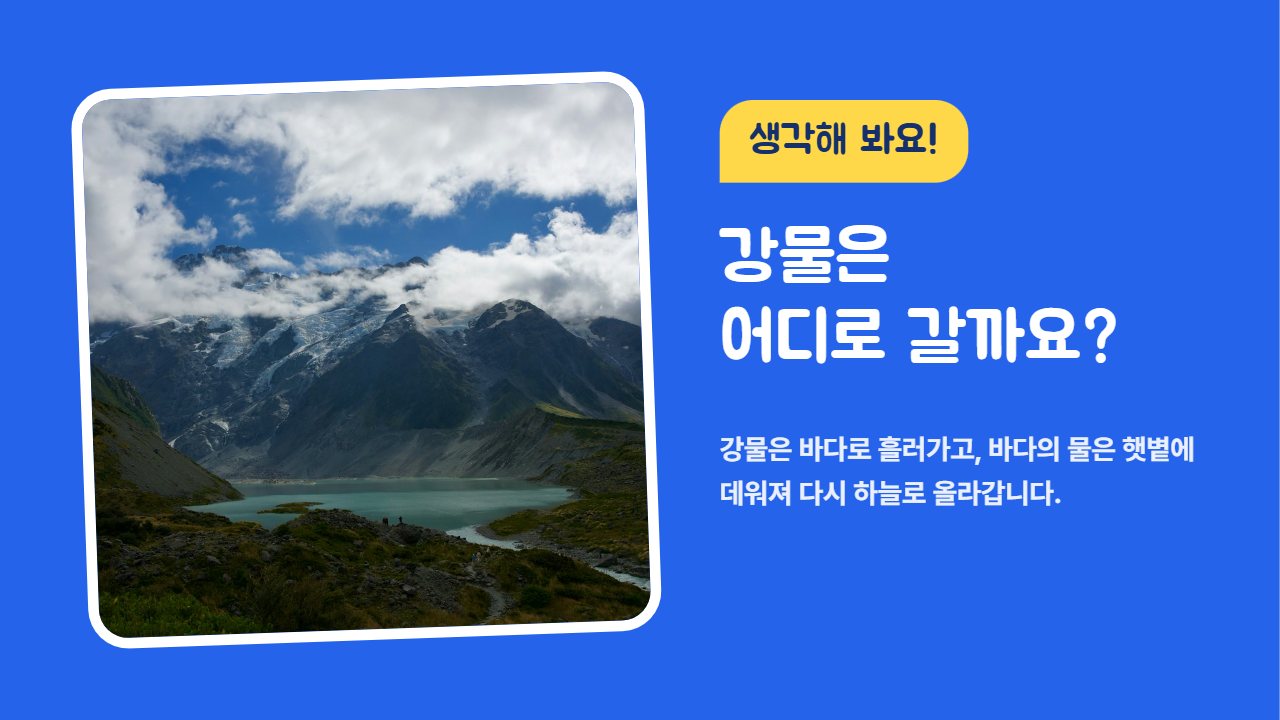 생각해 봐요!
강물은
어디로 갈까요?
강물은 바다로 흘러가고, 바다의 물은 햇볕에
데워져 다시 하늘로 올라갑니다.